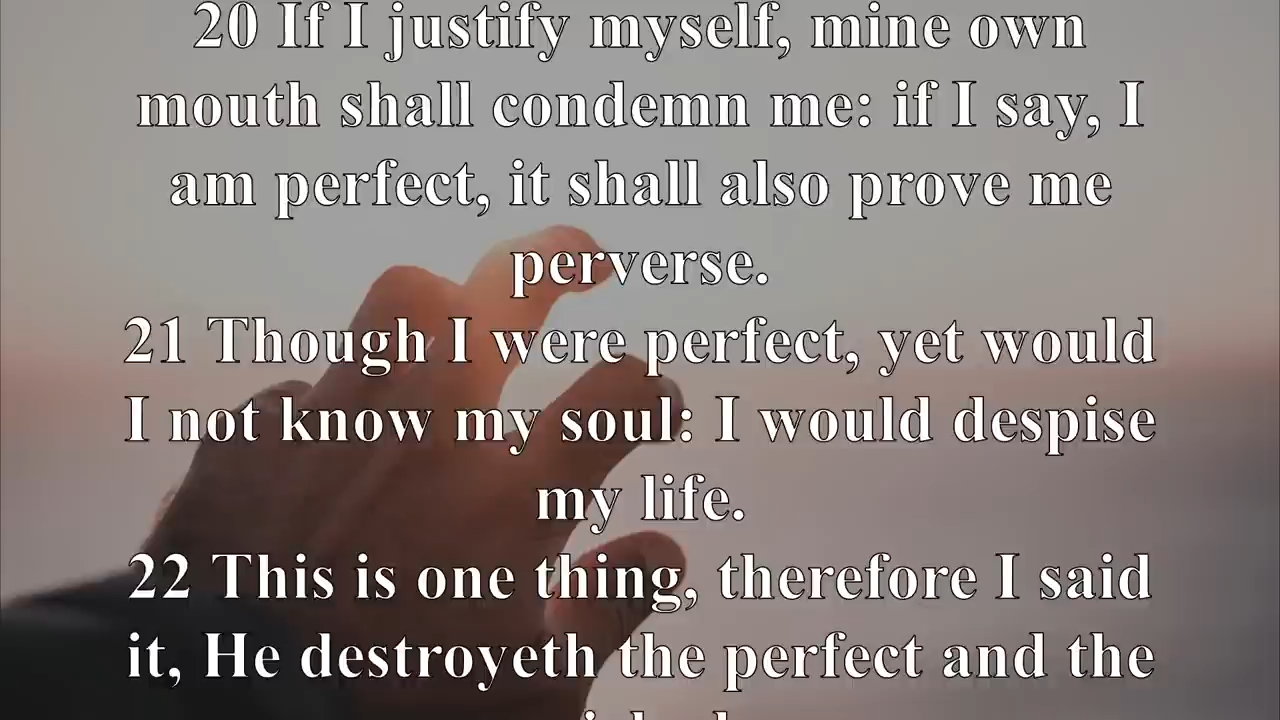 20 If I justify myself, mine own
mouth shall condemn me: if I say, I
am perfect, it shall also prove me
perverse.
21 Though I were perfect, yet would
I not know my soul: I would despise
my life.
22 This is one thing, therefore I said
it, He destroyeth the perfect and the